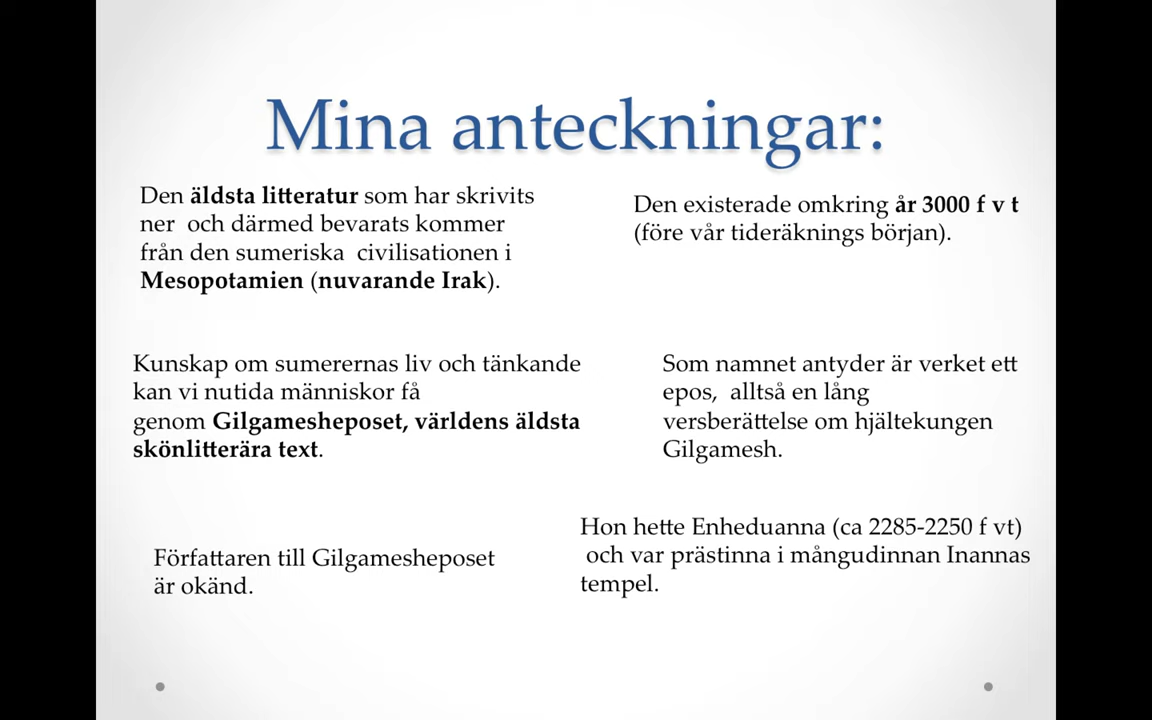 Mina anteckningar:
Den äldsta litteratur som har skrivits
ner och därmed bevarats kommer
från den sumeriska civilisationen i
Mesopotamien (nuvarande Irak).
Den existerade omkring år 3000 f v t
(före vår tideräknings början).
Kunskap om sumerernas liv och tänkande
kan vi nutida människor få
genom Gilgamesheposet, världens äldsta
skönlitterära text.
Som namnet antyder är verket ett
epos, alltså en lång
versberättelse om hjältekungen
Gilgamesh.
Författaren till Gilgamesheposet
är okänd.
Hon hette Enheduanna (ca 2285-2250 f vt)
och var prästinna i mångudinnan Inannas
tempel.